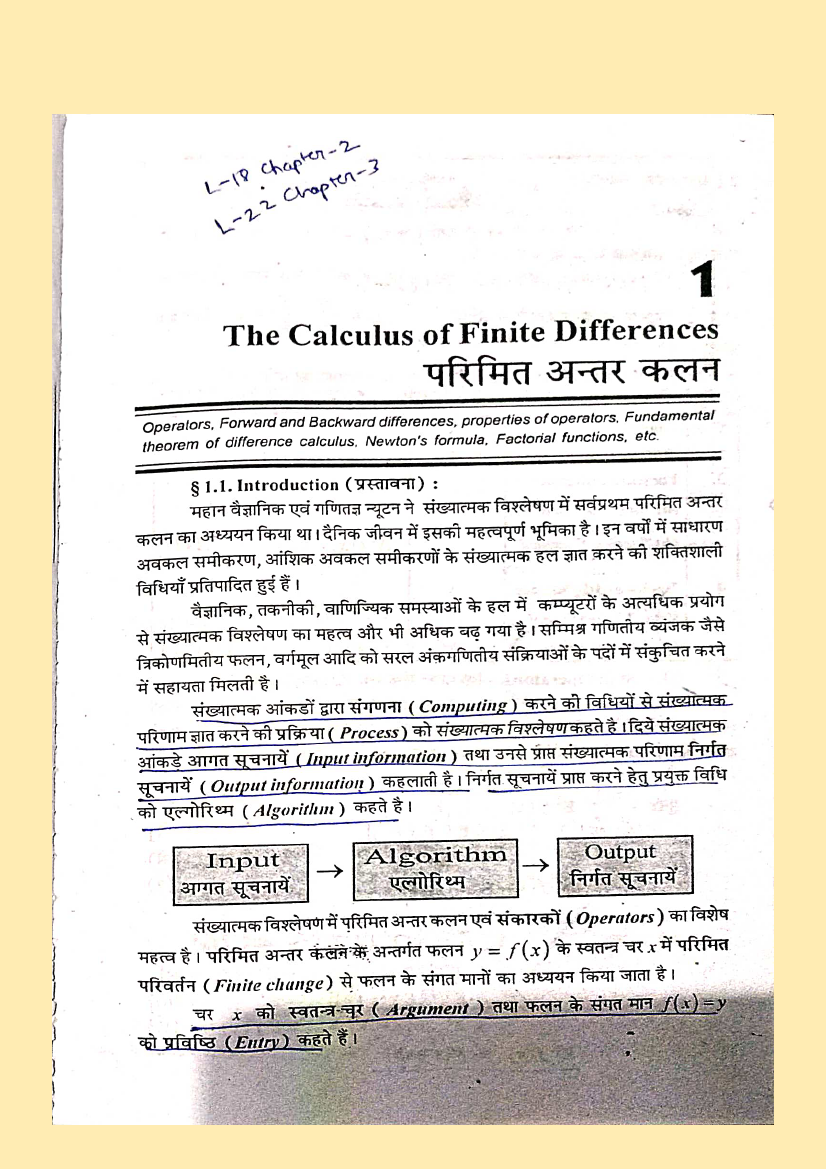 L-18 Chapter-2
L-22 Chapter-3
1
The Calculus of Finite Differences
परिमित अन्तर कलन
Operators, Forward and Backward differences, properties of operators, Fundamental
theorem of difference calculus, Newton's formula, Factorial functions, etc.
§ 1.1. Introduction ( प्रस्तावना ) :
महान वैज्ञानिक एवं गणितज्ञ न्यूटन ने संख्यात्मक विश्लेषण में सर्वप्रथम परिमित अन्तर
कलन का अध्ययन किया था। दैनिक जीवन में इसकी महत्वपूर्ण भूमिका है। इन वर्षो में साधारण
अवकल समीकरण, आंशिक अवकल समीकरणों के संख्यात्मक हल ज्ञात करने की शक्तिशाली
विधियाँ प्रतिपादित हुई हैं।
वैज्ञानिक, तकनीकी, वाणिज्यिक समस्याओं के हल में कम्प्यूटरों के अत्यधिक प्रयोग
से संख्यात्मक विश्लेषण का महत्व और भी अधिक बढ़ गया है। सम्मिश्र गणितीय व्यंजक जैसे
त्रिकोणमितीय फलन, वर्गमूल आदि को सरल अंकगणितीय संक्रियाओं के पदों में संकुचित करने
में सहायता मिलती है।
संख्यात्मक आंकडों द्वारा संगणना ( Computing ) करने की विधियों से संख्यात्मक
परिणाम ज्ञात करने की प्रक्रिया ( Process ) को संख्यात्मक विश्लेषण कहते है। दिये संख्यात्मक
आंकड़े आगत सूचनायें ( Input information ) तथा उनसे प्राप्त संख्यात्मक परिणाम निर्गत
सूचनायें ( Output information ) कहलाती है। निर्गत सूचनायें प्राप्त करने हेतु प्रयुक्त विधि
को एल्गोरिथ्म ( Algorithm ) कहते है।
Input → Algorithm → Output
आगत सूचनायें एल्गोरिथ्म निर्गत सूचनायें
संख्यात्मक विश्लेषण में परिमित अन्तर कलन एवं संकारकों ( Operators ) का विशेष
महत्व है। परिमित अन्तर कलन के अन्तर्गत फलन y = f(x) के स्वतन्त्र चर x में परिमित
परिवर्तन ( Finite change ) से फलन के संगत मानों का अध्ययन किया जाता है।
चर x को स्वतन्त्र-चर ( Argument ) तथा फलन के संगत मान f(x)=y
को प्रविष्ठि ( Entry ) कहते हैं।